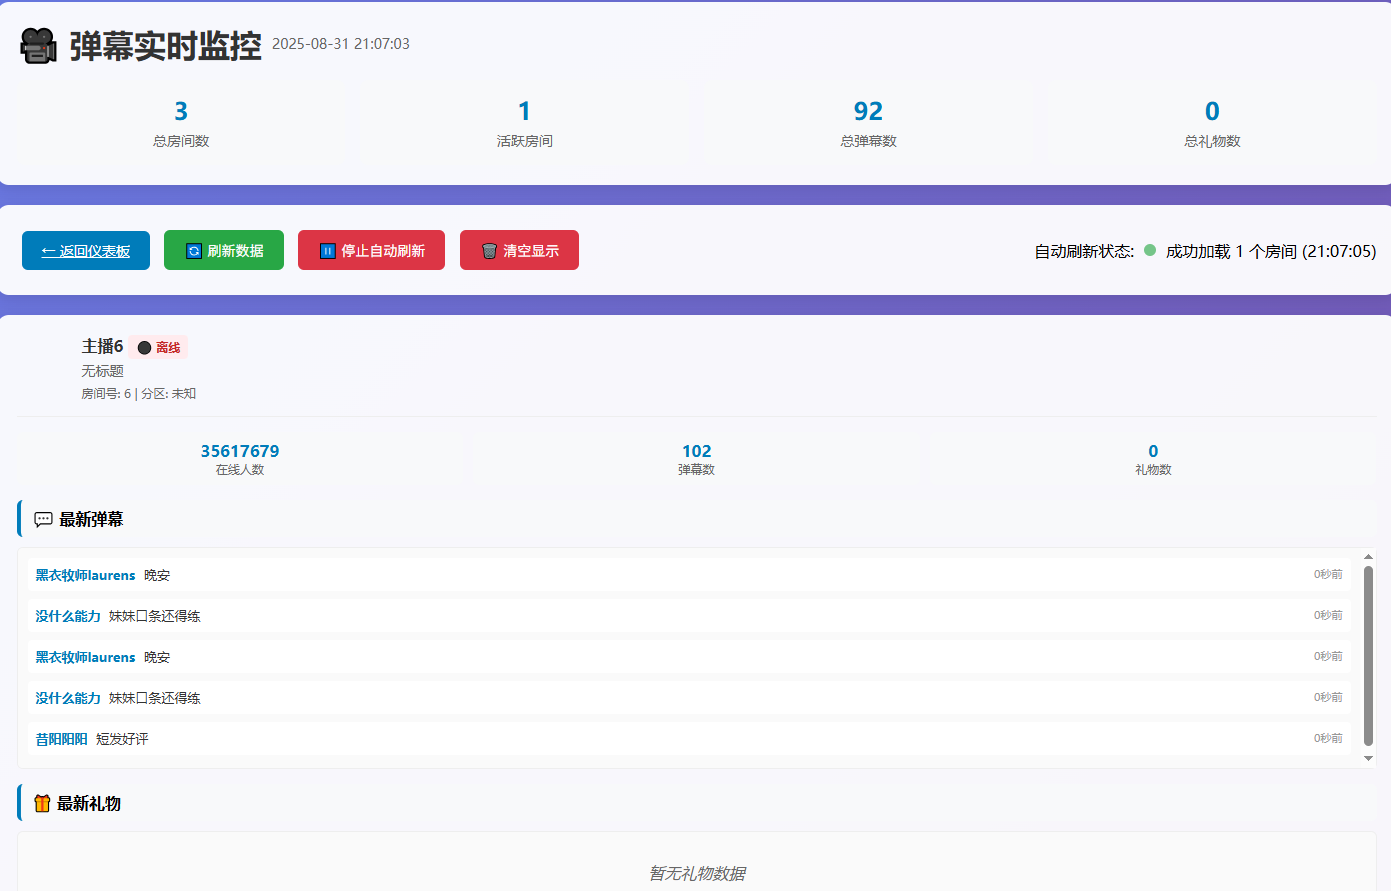 弹幕实时监控 2025-08-31 21:07:03
3
总房间数
1
活跃房间
92
总弹幕数
0
总礼物数
← 返回仪表板
刷新数据
停止自动刷新
清空显示
自动刷新状态: 成功加载 1 个房间 (21:07:05)
主播6 离线
无标题
房间号: 6 | 分区: 未知
35617679
在线人数
102
弹幕数
0
礼物数
最新弹幕
黑衣牧师laurens 晚安 0秒前
没什么能力 妹妹口条还得练 0秒前
黑衣牧师laurens 晚安 0秒前
没什么能力 妹妹口条还得练 0秒前
昔阳阳阳 短发好评 0秒前
最新礼物
暂无礼物数据